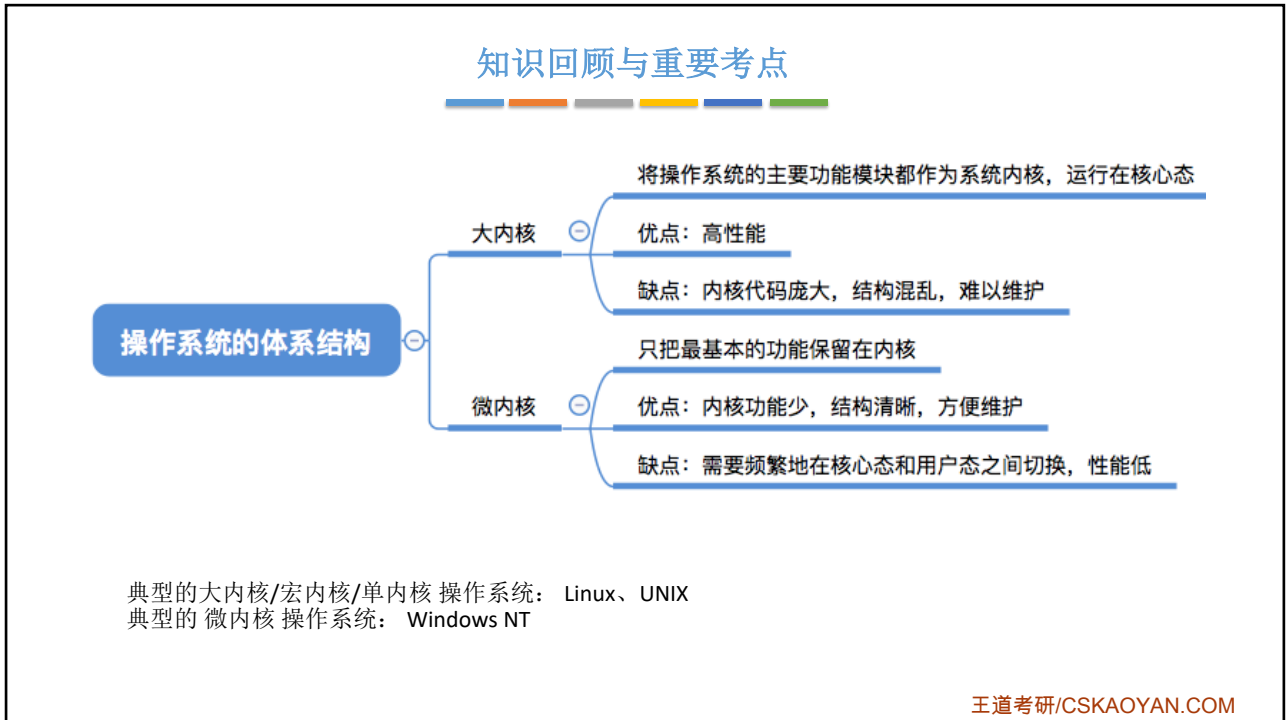 知识回顾与重要考点
操作系统的体系结构
大内核
将操作系统的主要功能模块都作为系统内核，运行在核心态
优点：高性能
缺点：内核代码庞大，结构混乱，难以维护
微内核
只把最基本的功能保留在内核
优点：内核功能少，结构清晰，方便维护
缺点：需要频繁地在核心态和用户态之间切换，性能低
典型的大内核/宏内核/单内核 操作系统： Linux、UNIX
典型的 微内核 操作系统： Windows NT
王道考研/CSKAOYAN.COM